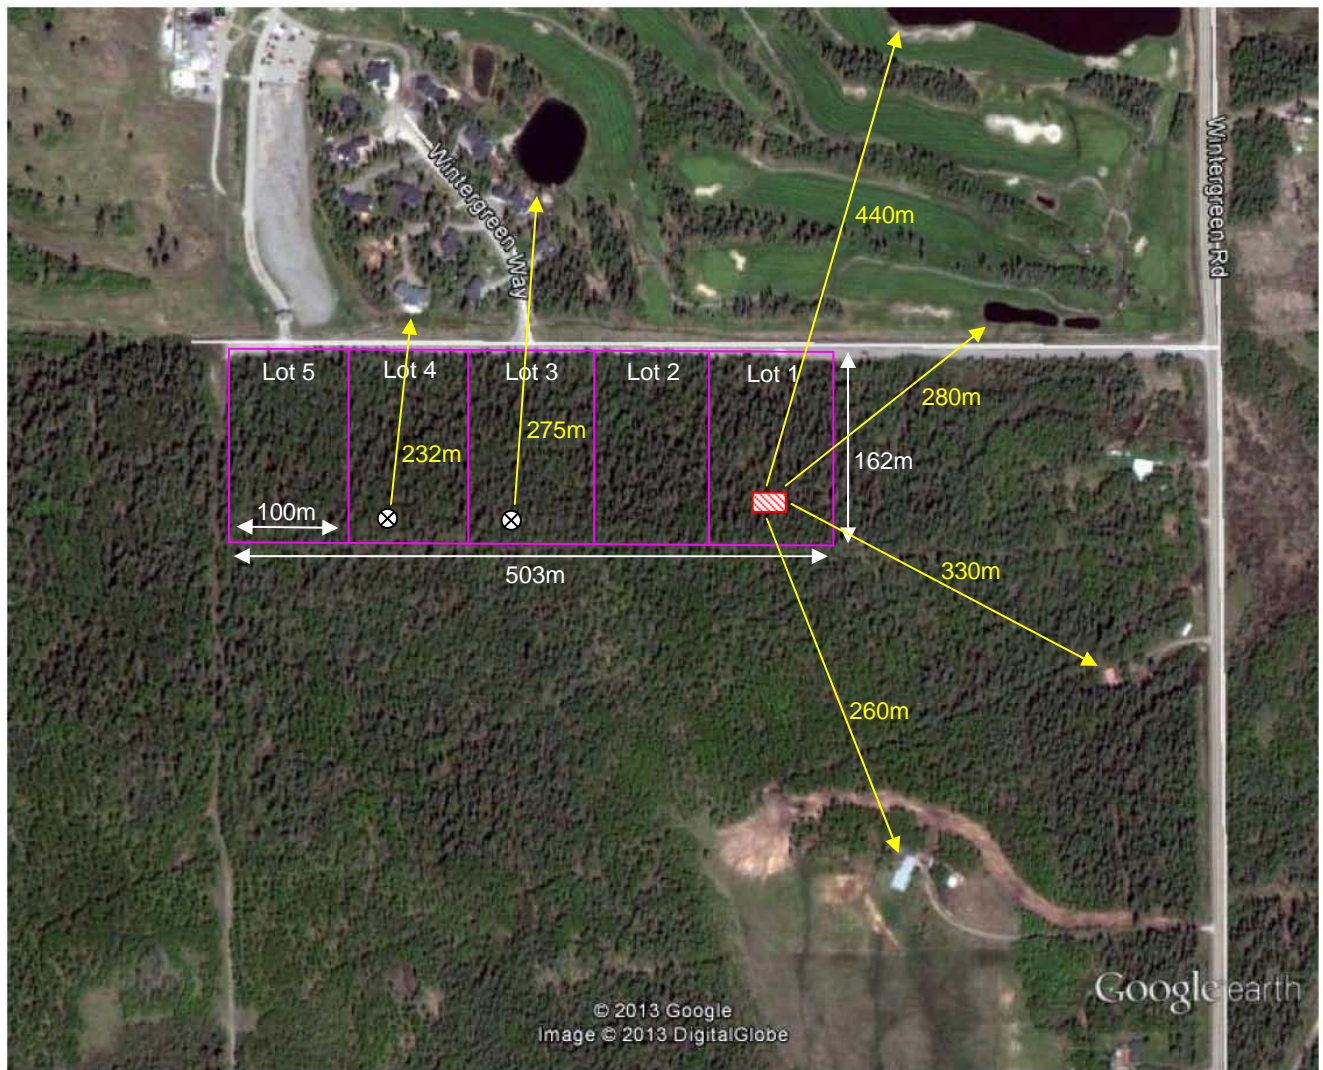 Wintergreen Way
Wintergreen Rd
440m
280m
Lot 5
Lot 4
Lot 3
Lot 2
Lot 1
232m
275m
162m
100m
503m
330m
260m
Google earth
© 2013 Google
Image © 2013 DigitalGlobe